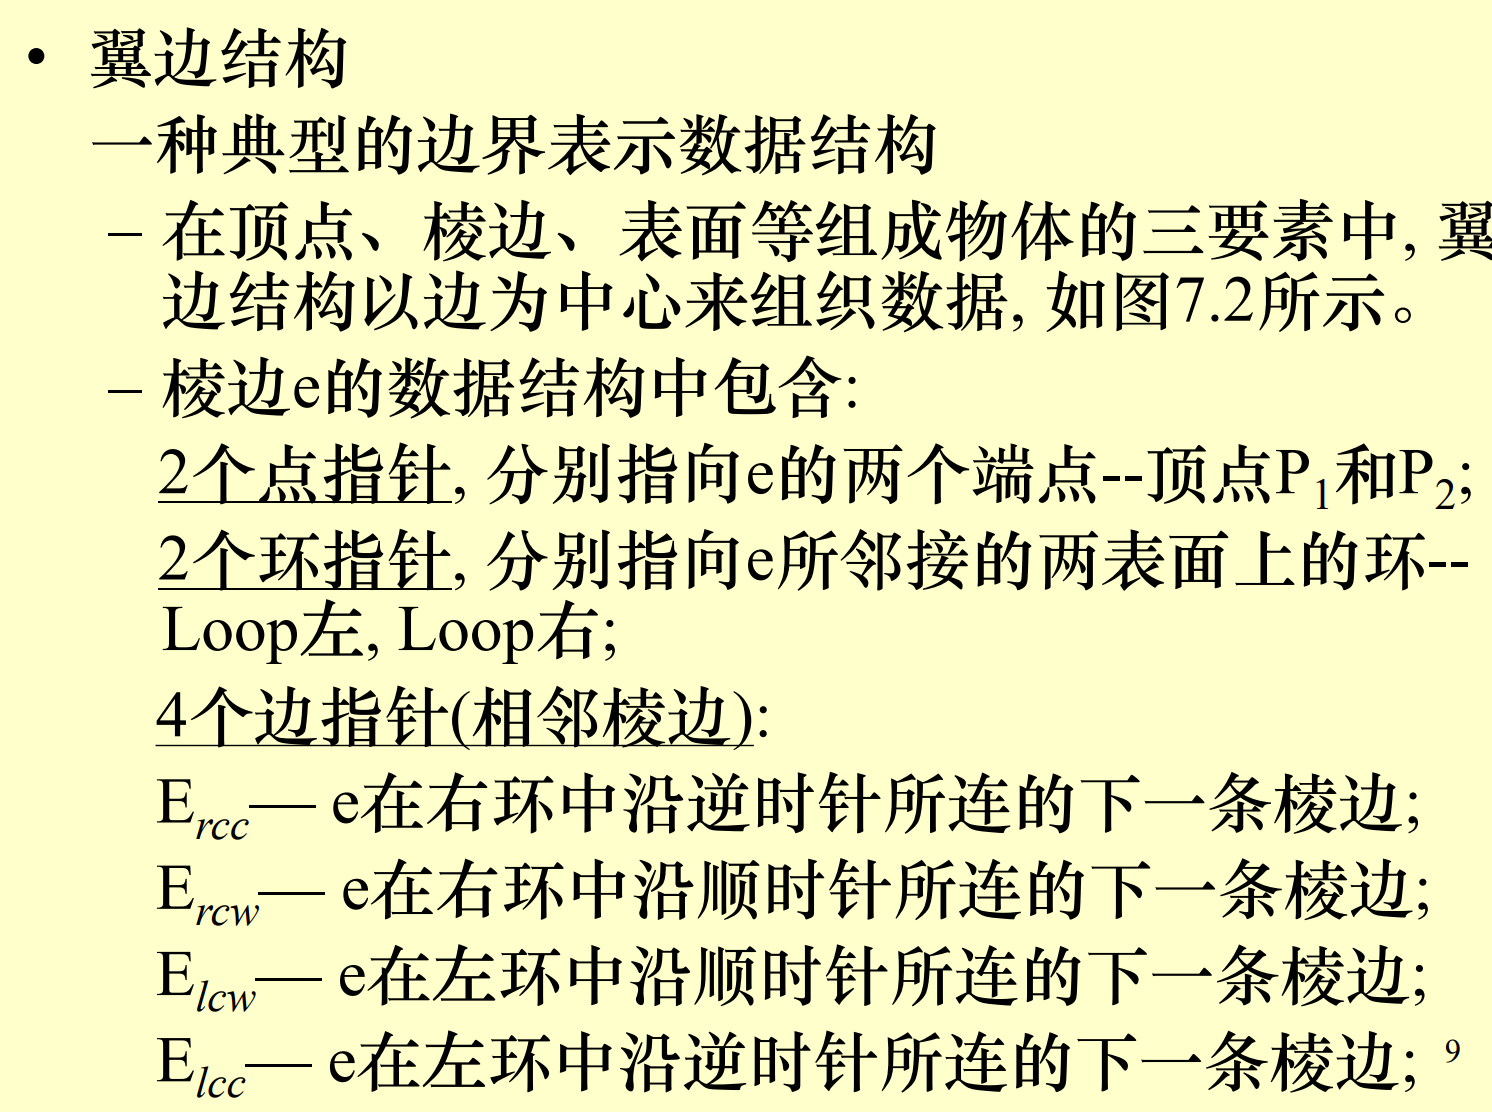 • 翼边结构
一种典型的边界表示数据结构
– 在顶点、棱边、表面等组成物体的三要素中, 翼
边结构以边为中心来组织数据, 如图7.2所示。
– 棱边e的数据结构中包含:
2个点指针, 分别指向e的两个端点--顶点P1和P2;
2个环指针, 分别指向e所邻接的两表面上的环--
Loop左, Loop右;
4个边指针(相邻棱边):
Ercc— e在右环中沿逆时针所连的下一条棱边;
Ercw— e在右环中沿顺时针所连的下一条棱边;
Elcw— e在左环中沿顺时针所连的下一条棱边;
Elcc— e在左环中沿逆时针所连的下一条棱边;
9